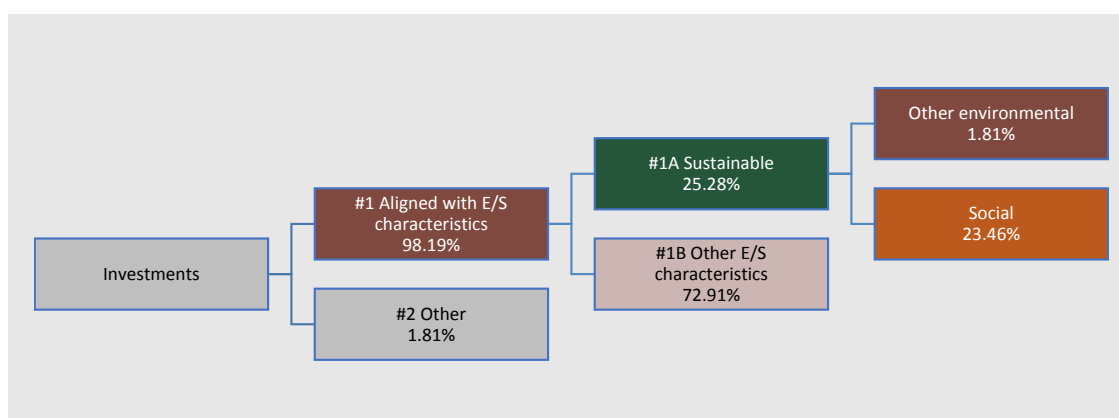 Investments
#1 Aligned with E/S
characteristics
98.19%
#2 Other
1.81%
#1A Sustainable
25.28%
#1B Other E/S
characteristics
72.91%
Other environmental
1.81%
Social
23.46%